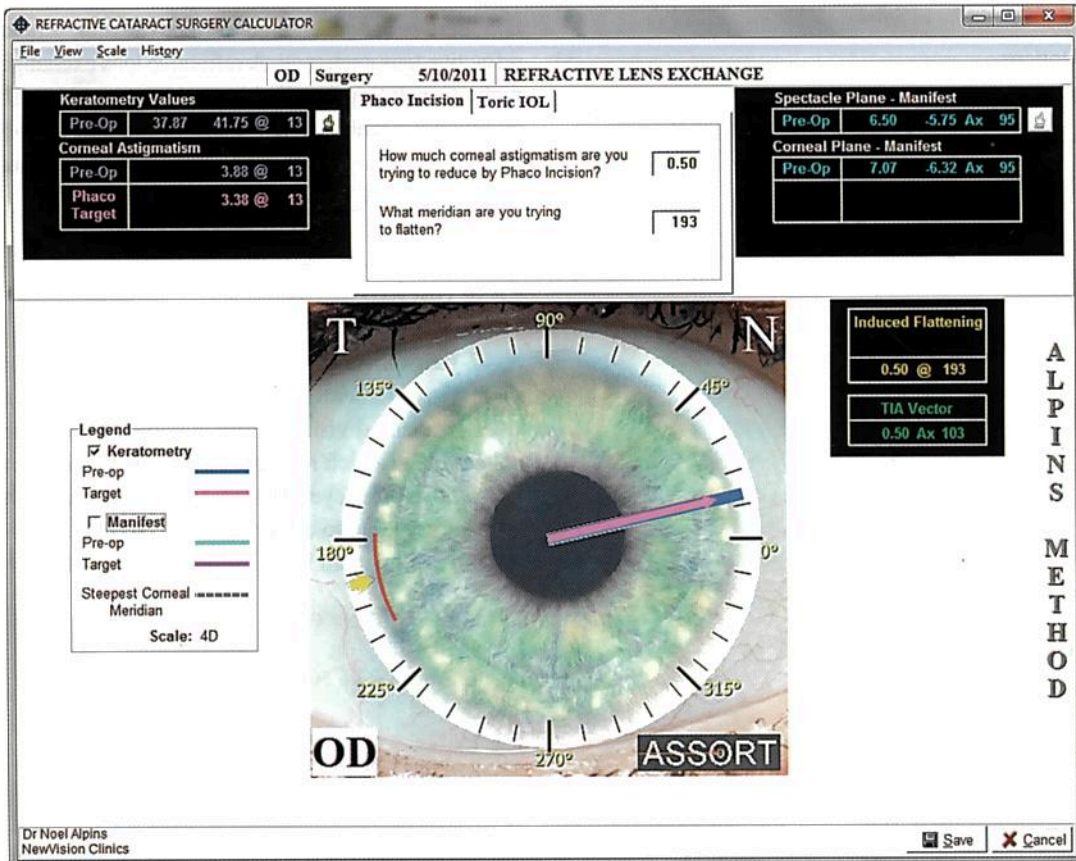 REFRACTIVE CATARACT SURGERY CALCULATOR
File View Scale History
OD Surgery 5/10/2011 REFRACTIVE LENS EXCHANGE
Keratometry Values
Pre-Op 37.87 41.75 @ 13
Corneal Astigmatism
Pre-Op 3.88 @ 13
Phaco Target 3.38 @ 13
Phaco Incision Toric IOL
How much corneal astigmatism are you
trying to reduce by Phaco Incision? 0.50
What meridian are you trying
to flatten? 193
Spectacle Plane - Manifest
Pre-Op 6.50 -5.75 Ax 95
Corneal Plane - Manifest
Pre-Op 7.07 -6.32 Ax 95
T N
90°
135° 45°
180° 0°
225° 315°
270°
OD ASSORT
Induced Flattening
0.50 @ 193
TIA Vector
0.50 Ax 103
ALPINS METHOD
Legend
Keratometry
Pre-op
Target
Manifest
Pre-op
Target
Steepest Corneal
Meridian
Scale: 4D
Dr Noel Alpins
NewVision Clinics
Save Cancel